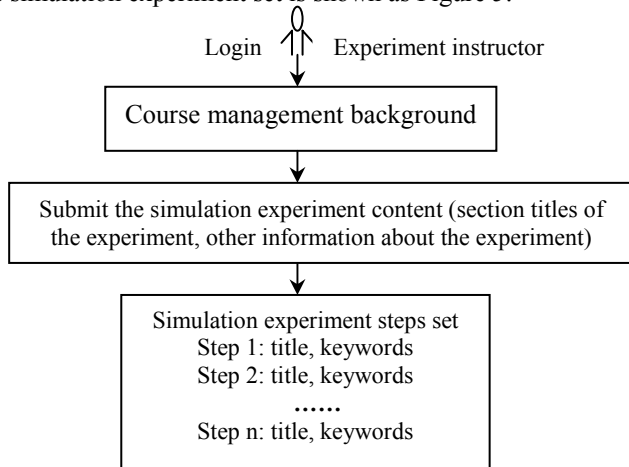 simulation experiment set is shown as Figure 5.
Login Experiment instructor
Course management background
Submit the simulation experiment content (section titles of
the experiment, other information about the experiment)
Simulation experiment steps set
Step 1: title, keywords
Step 2: title, keywords
......
Step n: title, keywords